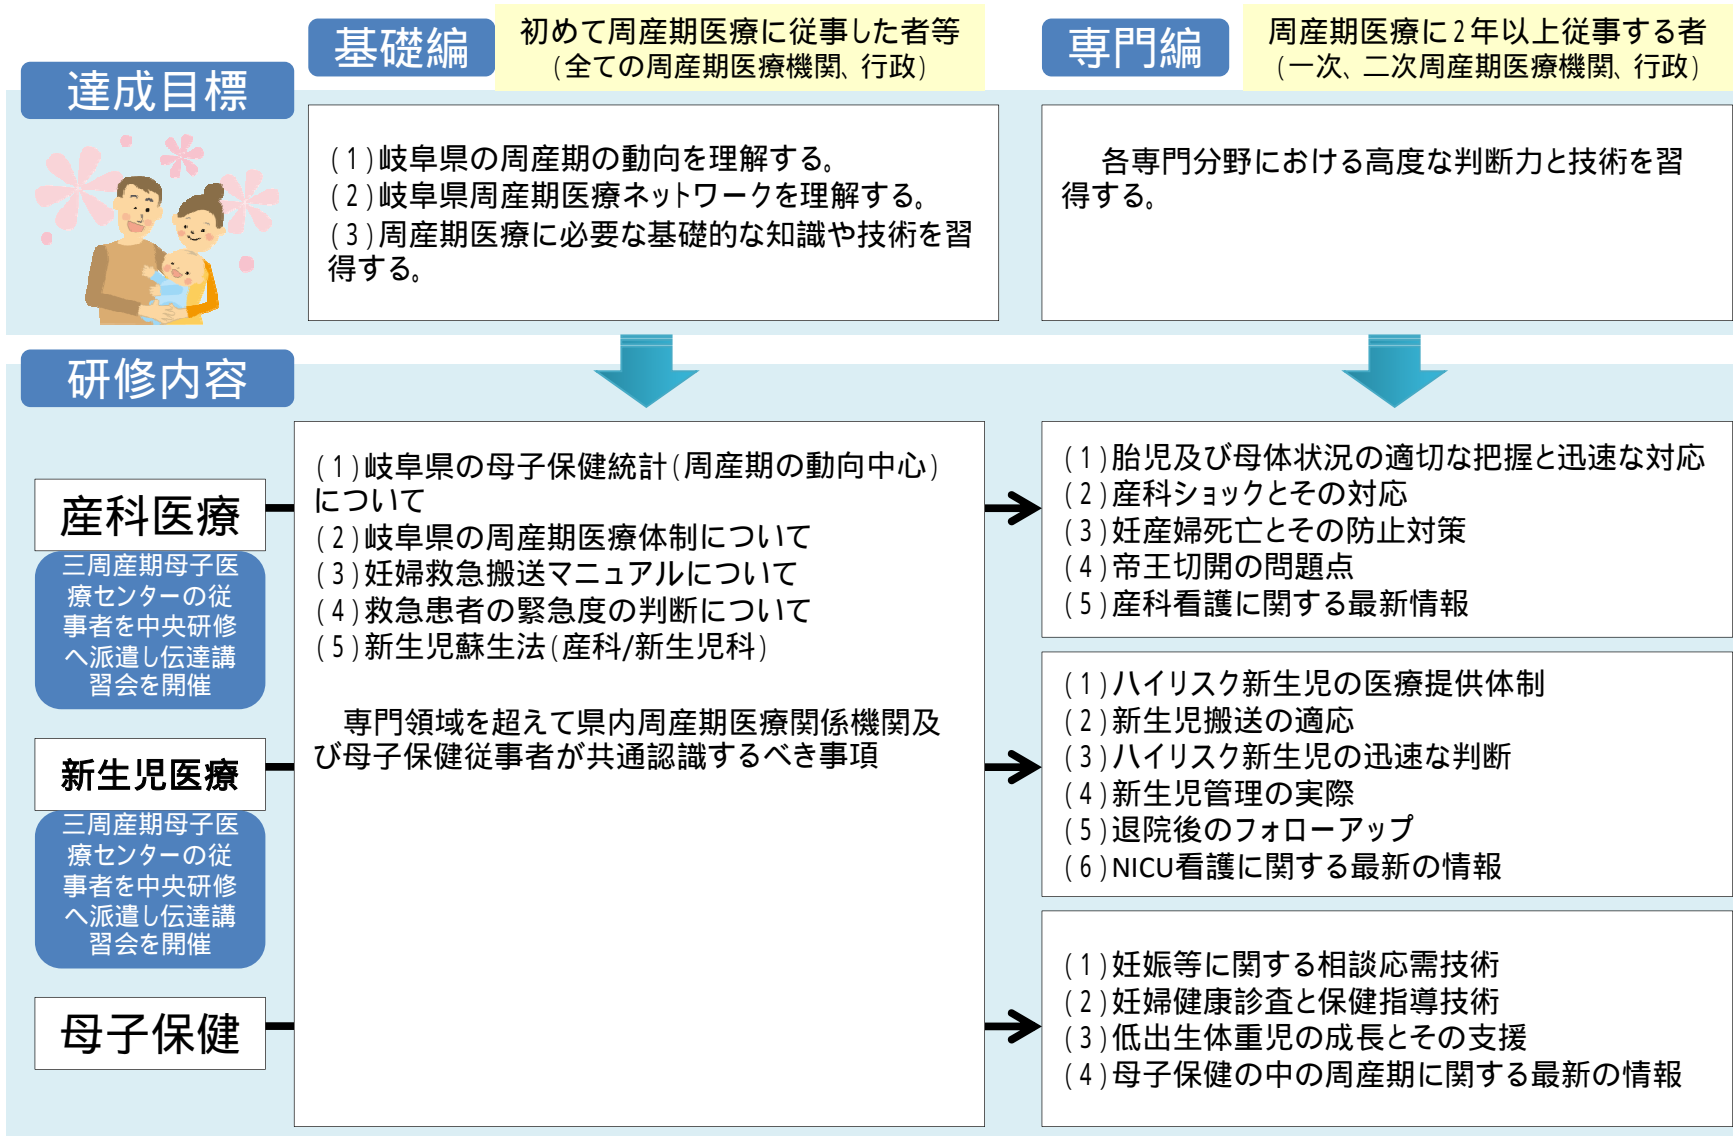 基礎編
初めて周産期医療に従事した者等
(全ての周産期医療機関、行政)
専門編
周産期医療に2年以上従事する者
(一次、二次周産期医療機関、行政)
達成目標
(1)岐阜県の周産期の動向を理解する。
(2)岐阜県周産期医療ネットワークを理解する。
(3)周産期医療に必要な基礎的な知識や技術を習
得する。
各専門分野における高度な判断力と技術を習
得する。
研修内容
産科医療
三周産期母子医
療センターの従
事者を中央研修
へ派遣し伝達講
習会を開催
新生児医療
三周産期母子医
療センターの従
事者を中央研修
へ派遣し伝達講
習会を開催
母子保健
(1)岐阜県の母子保健統計(周産期の動向中心)
について
(2)岐阜県の周産期医療体制について
(3)妊婦救急搬送マニュアルについて
(4)救急患者の緊急度の判断について
(5)新生児蘇生法(産科/新生児科)
専門領域を超えて県内周産期医療関係機関及
び母子保健従事者が共通認識するべき事項
(1)胎児及び母体状況の適切な把握と迅速な対応
(2)産科ショックとその対応
(3)妊産婦死亡とその防止対策
(4)帝王切開の問題点
(5)産科看護に関する最新情報
(1)ハイリスク新生児の医療提供体制
(2)新生児搬送の適応
(3)ハイリスク新生児の迅速な判断
(4)新生児管理の実際
(5)退院後のフォローアップ
(6)NICU看護に関する最新の情報
(1)妊娠等に関する相談応需技術
(2)妊婦健康診査と保健指導技術
(3)低出生体重児の成長とその支援
(4)母子保健の中の周産期に関する最新の情報